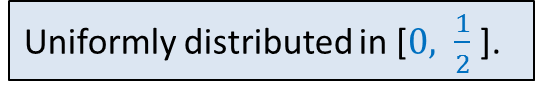 Uniformly distributed in [0, 1/2].